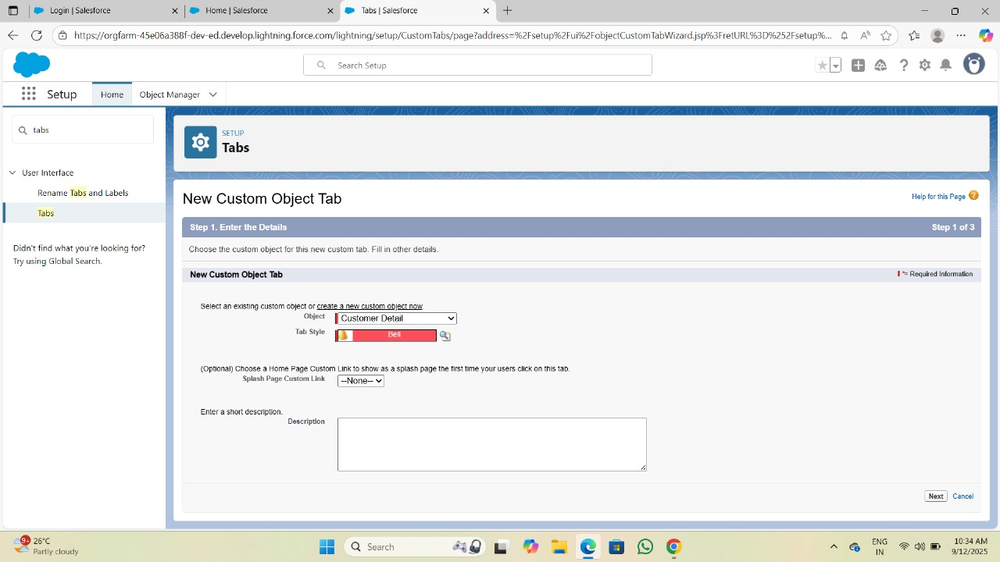 Login | Salesforce
Home | Salesforce
Tabs | Salesforce
https://orgfarm-45e06a388f-dev-ed.develop.lightning.force.com/lightning/setup/CustomTabs/page?address=%2Fsetup%2Fui%2FobjectCustomTabWizard.jsp%3FretURL%3D%252Fsetup%...
Search Setup
Setup
Home
Object Manager
tabs
User Interface
Rename Tabs and Labels
Tabs
Didn't find what you're looking for?
Try using Global Search.
SETUP
Tabs
New Custom Object Tab
Help for this Page
Step 1. Enter the Details
Step 1 of 3
Choose the custom object for this new custom tab. Fill in other details.
New Custom Object Tab
* = Required Information
Select an existing custom object or create a new custom object now.
Object
Customer Detail
Tab Style
Bell
(Optional) Choose a Home Page Custom Link to show as a splash page the first time your users click on this tab.
Splash Page Custom Link
--None--
Enter a short description.
Description
Next
Cancel
9+
26°C
Partly cloudy
Search
ENG
IN
10:34 AM
9/12/2025